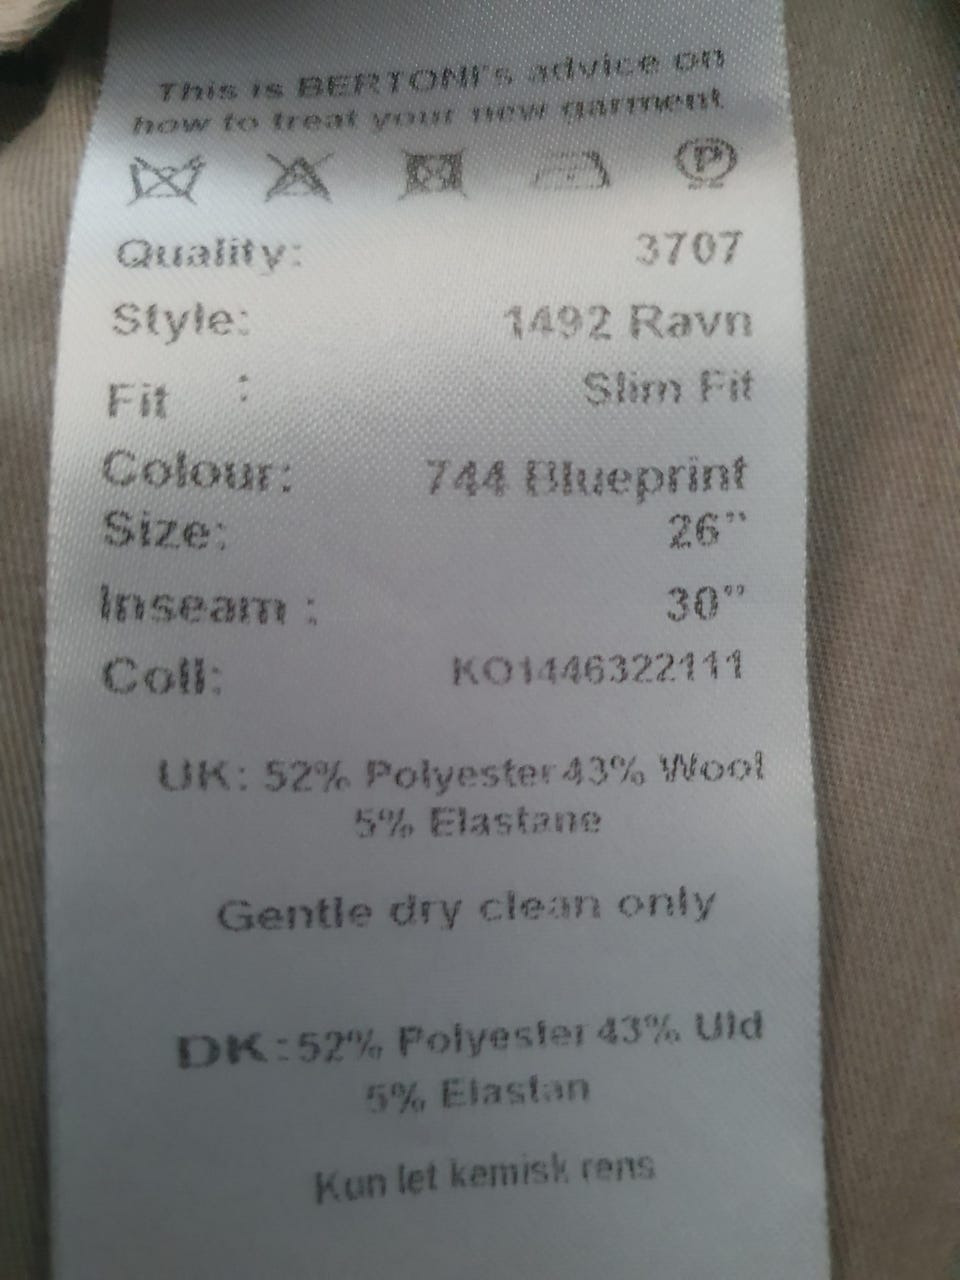 This is BERTONI's advice on
how to treat your new garment
P
Quality: 3707
Style: 1492 Ravn
Fit : Slim Fit
Colour: 744 Blueprint
Size: 26"
Inseam : 30"
Coll: KO1446322111
UK: 52% Polyester 43% Wool
5% Elastane
Gentle dry clean only
DK: 52% Polyester 43% Uld
5% Elastan
Kun let kemisk rens